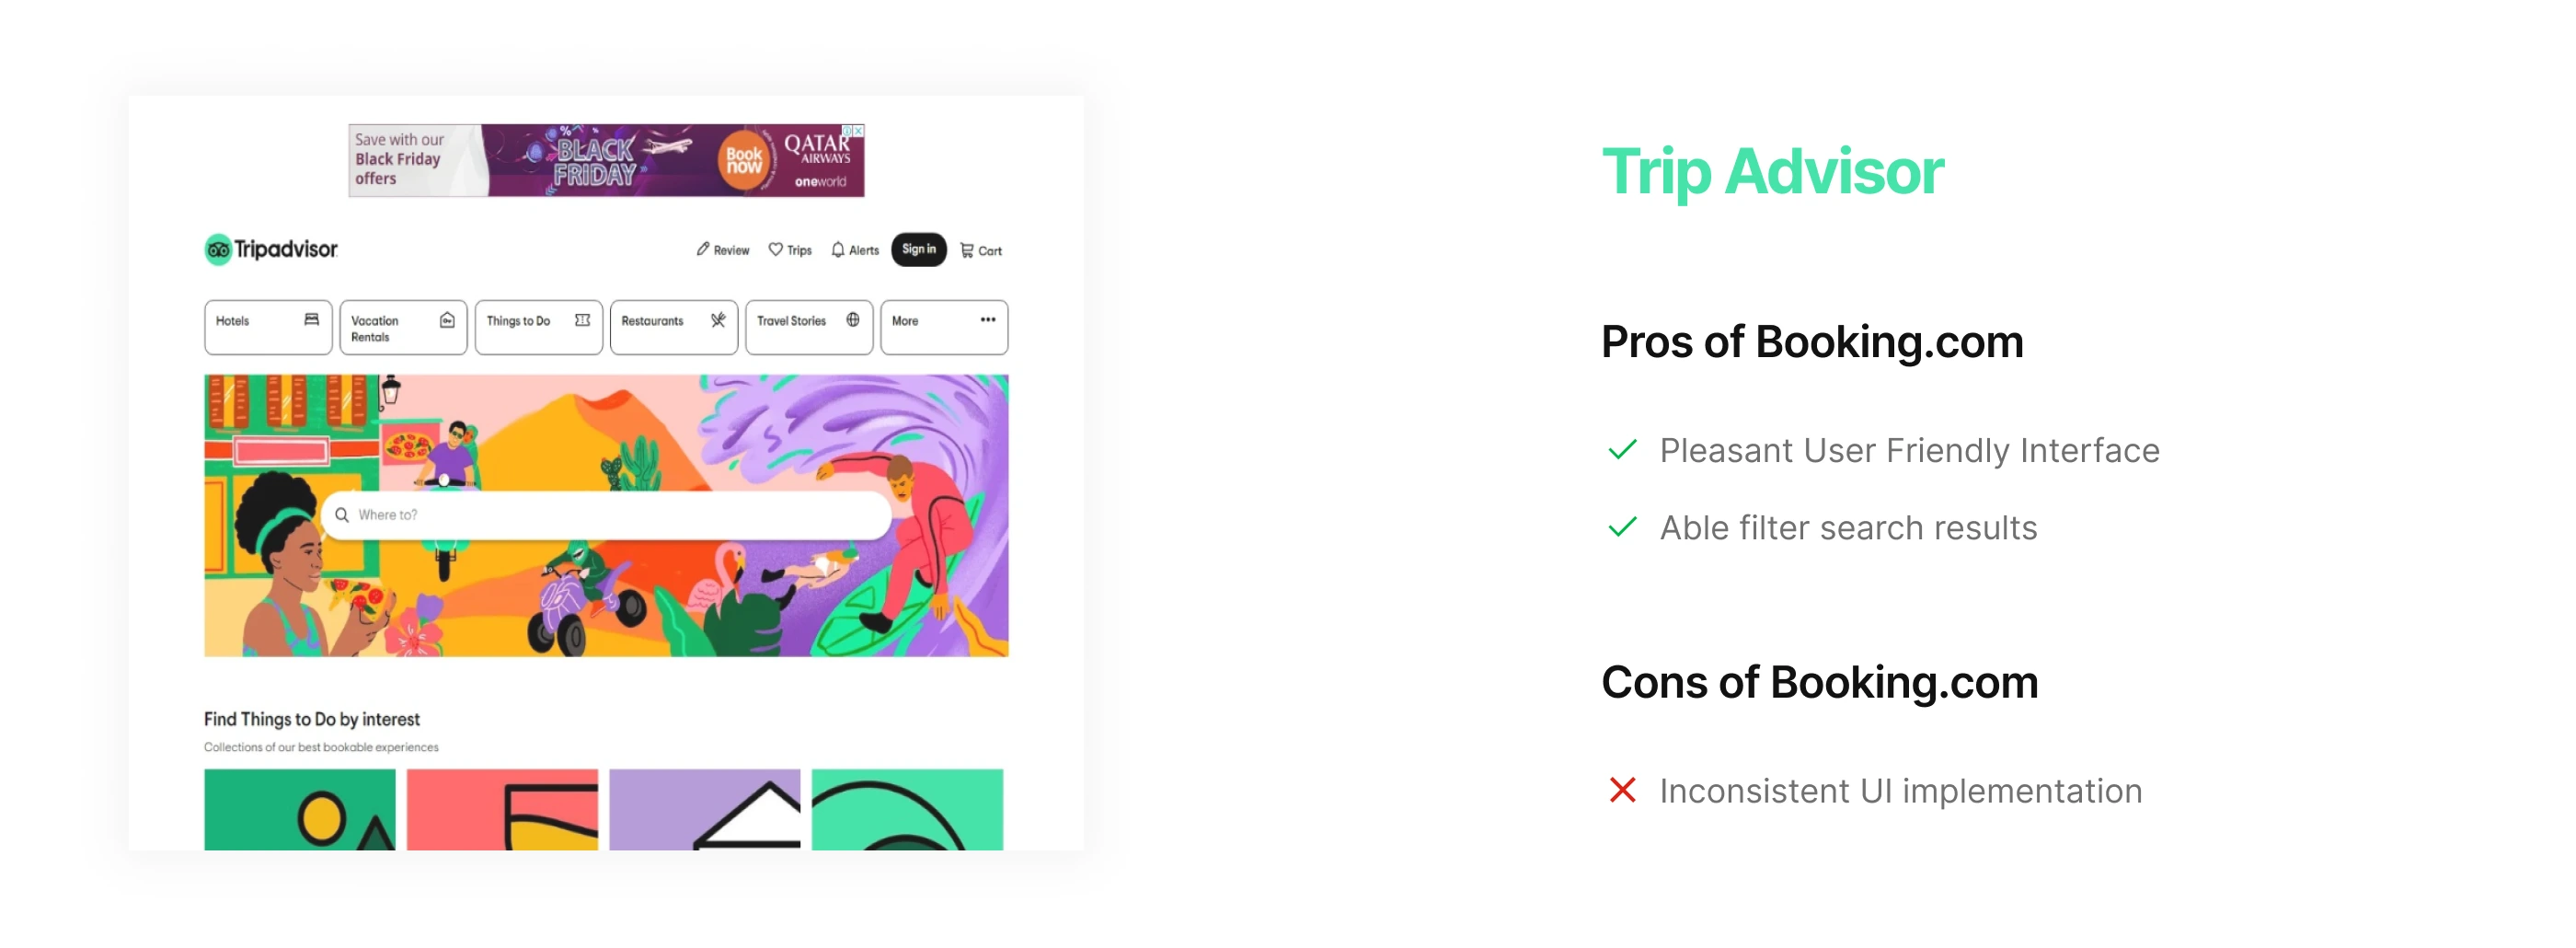 Save with our
Black Friday
offers
BLACK
FRIDAY
%
Book
now
QATAR
AIRWAYS
oneworld
Tripadvisor
Review
Trips
Alerts
Sign in
Cart
Hotels
Vacation
Rentals
Things to Do
Restaurants
Travel Stories
More
Where to?
Find Things to Do by interest
Collections of our best bookable experiences
Trip Advisor
Pros of Booking.com
Pleasant User Friendly Interface
Able filter search results
Cons of Booking.com
Inconsistent UI implementation